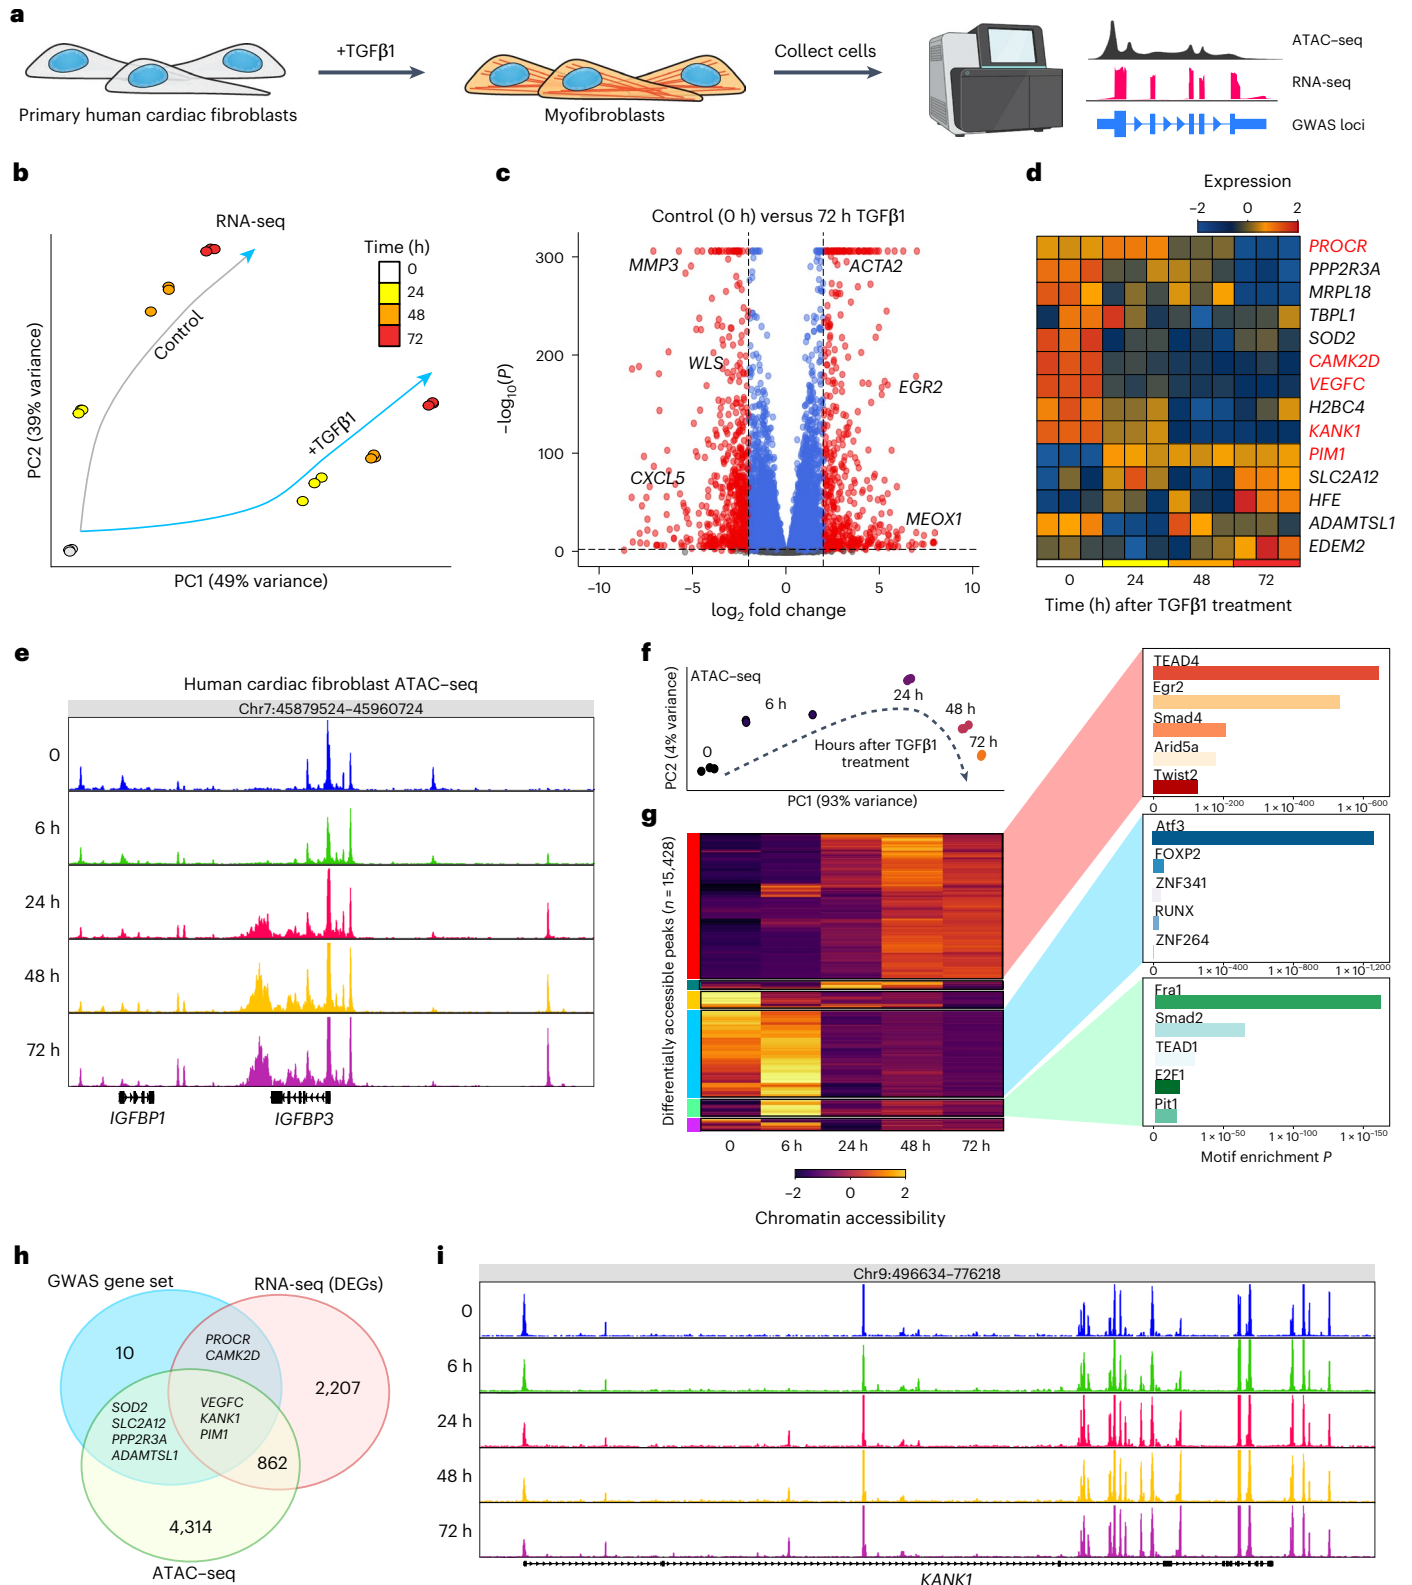 a
+TGFβ1
Collect cells
Primary human cardiac fibroblasts
Myofibroblasts
ATAC–seq
RNA-seq
GWAS loci
b
RNA-seq
Time (h)
0
24
48
72
Control
+TGFβ1
PC2 (39% variance)
PC1 (49% variance)
c
Control (0 h) versus 72 h TGFβ1
300
200
100
0
–log10(P)
MMP3
ACTA2
WLS
EGR2
CXCL5
MEOX1
–10
–5
0
5
10
log2 fold change
d
Expression
–2
0
2
PROCR
PPP2R3A
MRPL18
TBPL1
SOD2
CAMK2D
VEGFC
H2BC4
KANK1
PIM1
SLC2A12
HFE
ADAMTSL1
EDEM2
0
24
48
72
Time (h) after TGFβ1 treatment
e
Human cardiac fibroblast ATAC–seq
Chr7:45879524–45960724
0
6 h
24 h
48 h
72 h
IGFBP1
IGFBP3
f
ATAC–seq
PC2 (4% variance)
0
6 h
24 h
48 h
72 h
Hours after TGFβ1
treatment
PC1 (93% variance)
g
Differentially accessible peaks (n = 15,428)
0
6 h
24 h
48 h
72 h
–2
0
2
Chromatin accessibility
TEAD4
Egr2
Smad4
Arid5a
Twist2
0
1 × 10–200
1 × 10–400
1 × 10–600
Atf3
FOXP2
ZNF341
RUNX
ZNF264
0
1 × 10–400
1 × 10–800
1 × 10–1,200
Fra1
Smad2
TEAD1
E2F1
Pit1
0
1 × 10–50
1 × 10–100
1 × 10–150
Motif enrichment P
h
GWAS gene set
RNA-seq (DEGs)
10
PROCR
CAMK2D
2,207
SOD2
SLC2A12
PPP2R3A
ADAMTSL1
VEGFC
KANK1
PIM1
862
4,314
ATAC–seq
i
Chr9:496634–776218
0
6 h
24 h
48 h
72 h
KANK1